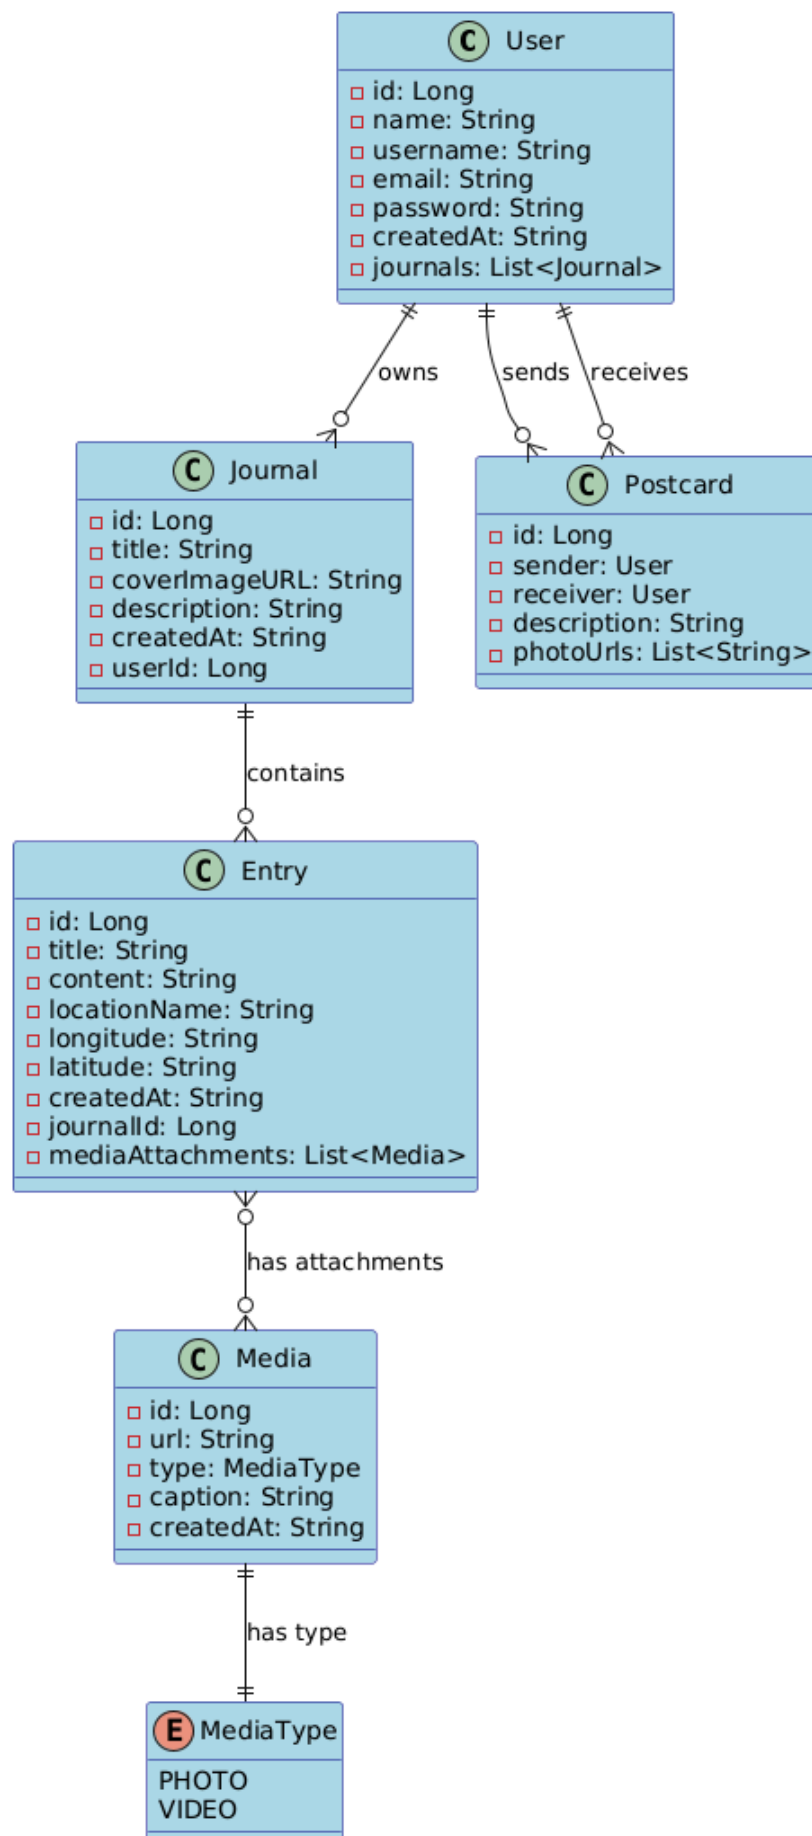 C User
id: Long
name: String
username: String
email: String
password: String
createdAt: String
journals: List<Journal>
owns
sends
receives
C Journal
id: Long
title: String
coverImageURL: String
description: String
createdAt: String
userId: Long
C Postcard
id: Long
sender: User
receiver: User
description: String
photoUrls: List<String>
contains
C Entry
id: Long
title: String
content: String
locationName: String
longitude: String
latitude: String
createdAt: String
journalId: Long
mediaAttachments: List<Media>
has attachments
C Media
id: Long
url: String
type: MediaType
caption: String
createdAt: String
has type
E MediaType
PHOTO
VIDEO